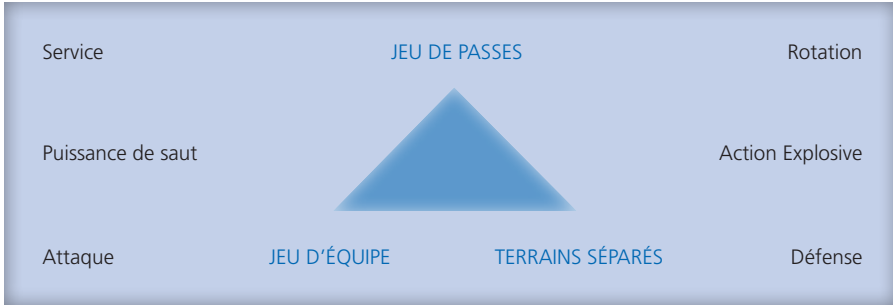 Service JEU DE PASSES Rotation
Puissance de saut Action Explosive
Attaque JEU D’ÉQUIPE TERRAINS SÉPARÉS Défense